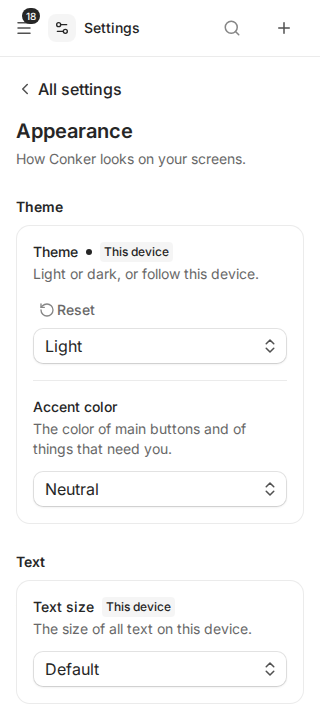 18
Settings
All settings
Appearance
How Conker looks on your screens.
Theme
Theme • This device
Light or dark, or follow this device.
Reset
Light
Accent color
The color of main buttons and of
things that need you.
Neutral
Text
Text size This device
The size of all text on this device.
Default